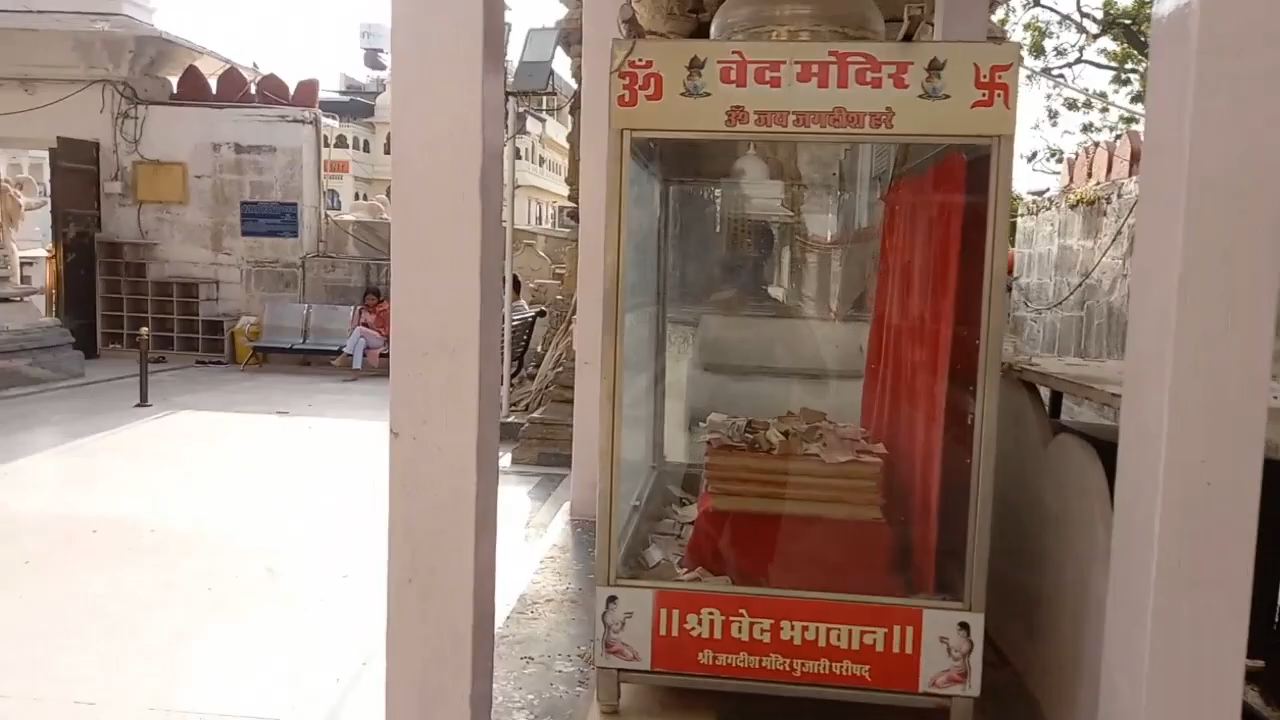 ॐ वेद मंदिर
ॐ जय जगदीश हरे
॥श्री वेद भगवान॥
श्री जगदीश मंदिर पुजारी परीषद्